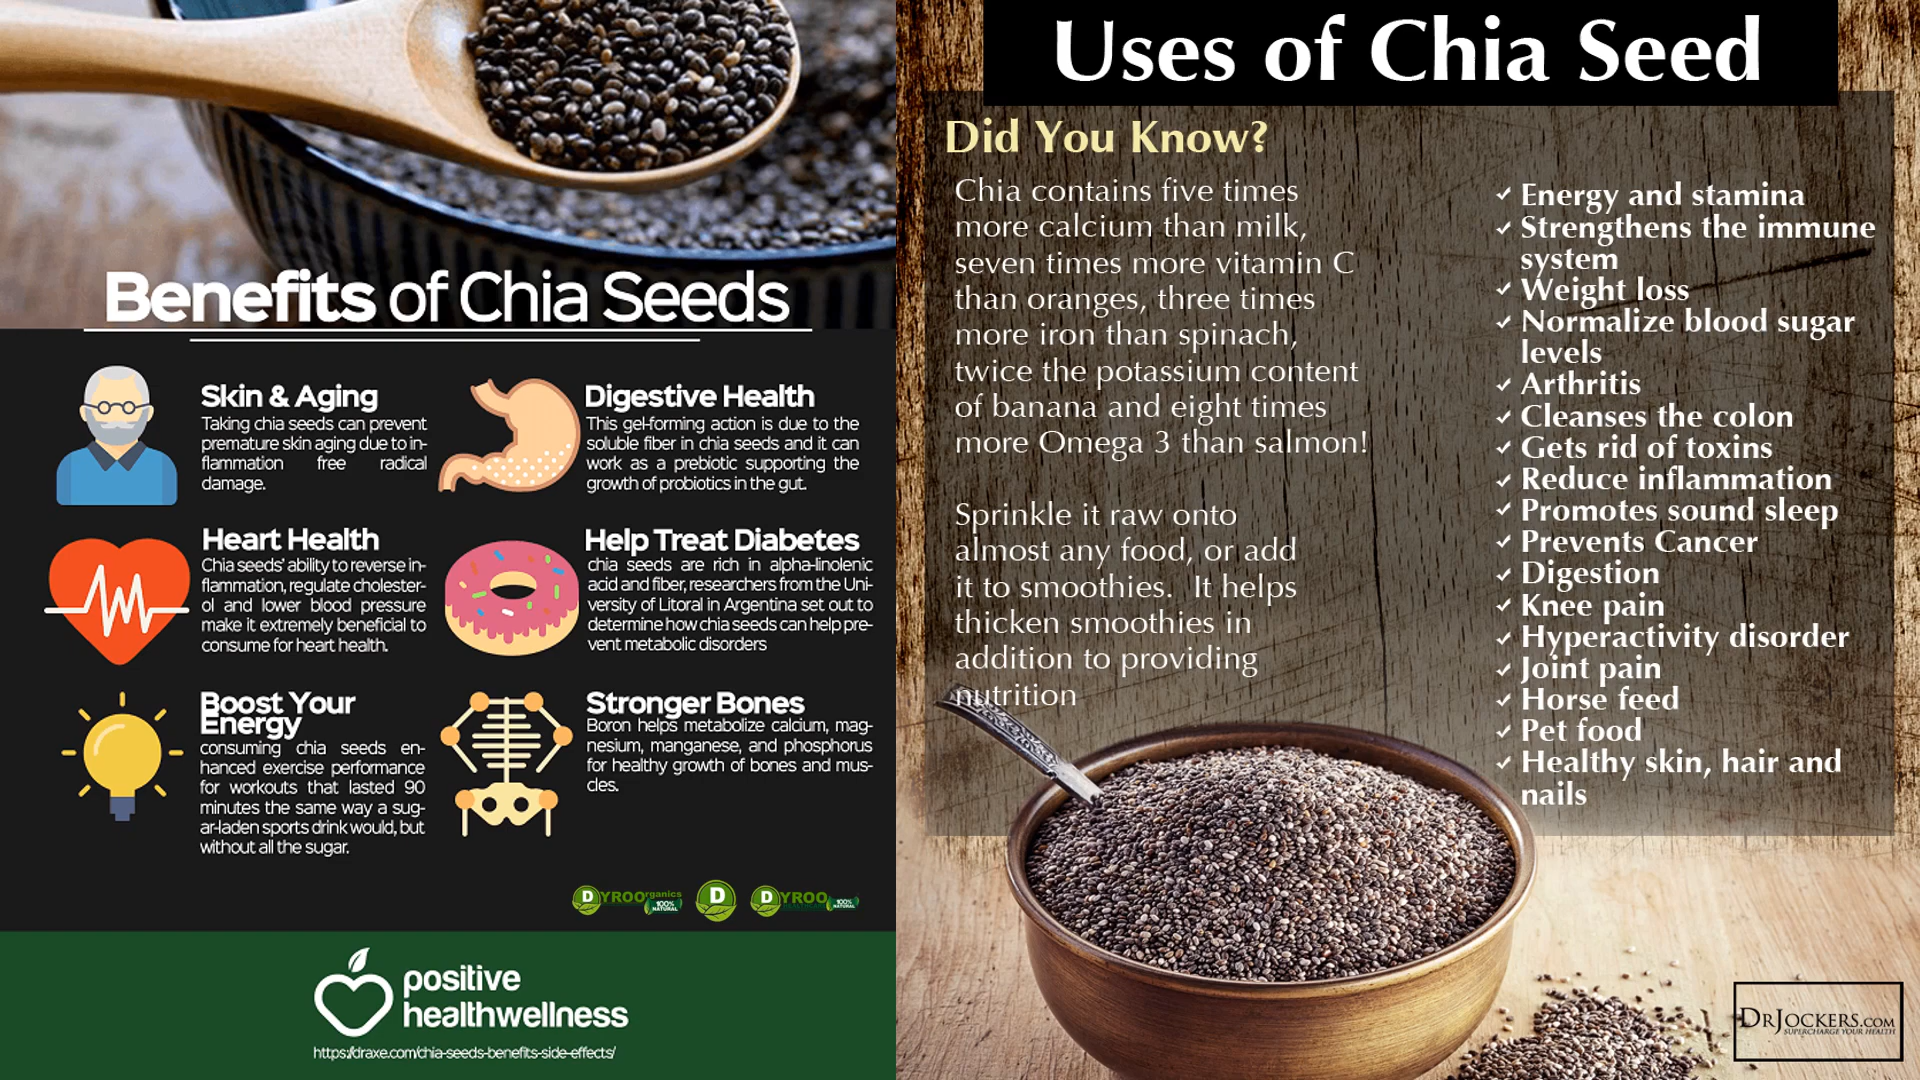 Benefits of Chia Seeds
Skin & Aging
Taking chia seeds can prevent
premature skin aging due to in-
flammation free radical
damage.
Digestive Health
This gel-forming action is due to the
soluble fiber in chia seeds and it can
work as a prebiotic supporting the
growth of probiotics in the gut.
Heart Health
Chia seeds' ability to reverse in-
flammation, regulate cholester-
ol and lower blood pressure
make it extremely beneficial to
consume for heart health.
Help Treat Diabetes
chia seeds are rich in alpha-linolenic
acid and fiber, researchers from the Uni-
versity of Litoral in Argentina set out to
determine how chia seeds can help pre-
vent metabolic disorders
Boost Your
Energy
consuming chia seeds en-
hanced exercise performance
for workouts that lasted 90
minutes the same way a sug-
ar-laden sports drink would, but
without all the sugar.
Stronger Bones
Boron helps metabolize calcium, mag-
nesium, manganese, and phosphorus
for healthy growth of bones and mus-
cles.
DYROOrganics
100%
NATURAL
D
DYROO
100%
NATURAL
positive
healthwellness
https://draxe.com/chia-seeds-benefits-side-effects/
Uses of Chia Seed
Did You Know?
Chia contains five times
more calcium than milk,
seven times more vitamin C
than oranges, three times
more iron than spinach,
twice the potassium content
of banana and eight times
more Omega 3 than salmon!
Sprinkle it raw onto
almost any food, or add
it to smoothies. It helps
thicken smoothies in
addition to providing
nutrition
Energy and stamina
Strengthens the immune
system
Weight loss
Normalize blood sugar
levels
Arthritis
Cleanses the colon
Gets rid of toxins
Reduce inflammation
Promotes sound sleep
Prevents Cancer
Digestion
Knee pain
Hyperactivity disorder
Joint pain
Horse feed
Pet food
Healthy skin, hair and
nails
DRJOCKERS.COM
SUPERCHARGE YOUR HEALTH